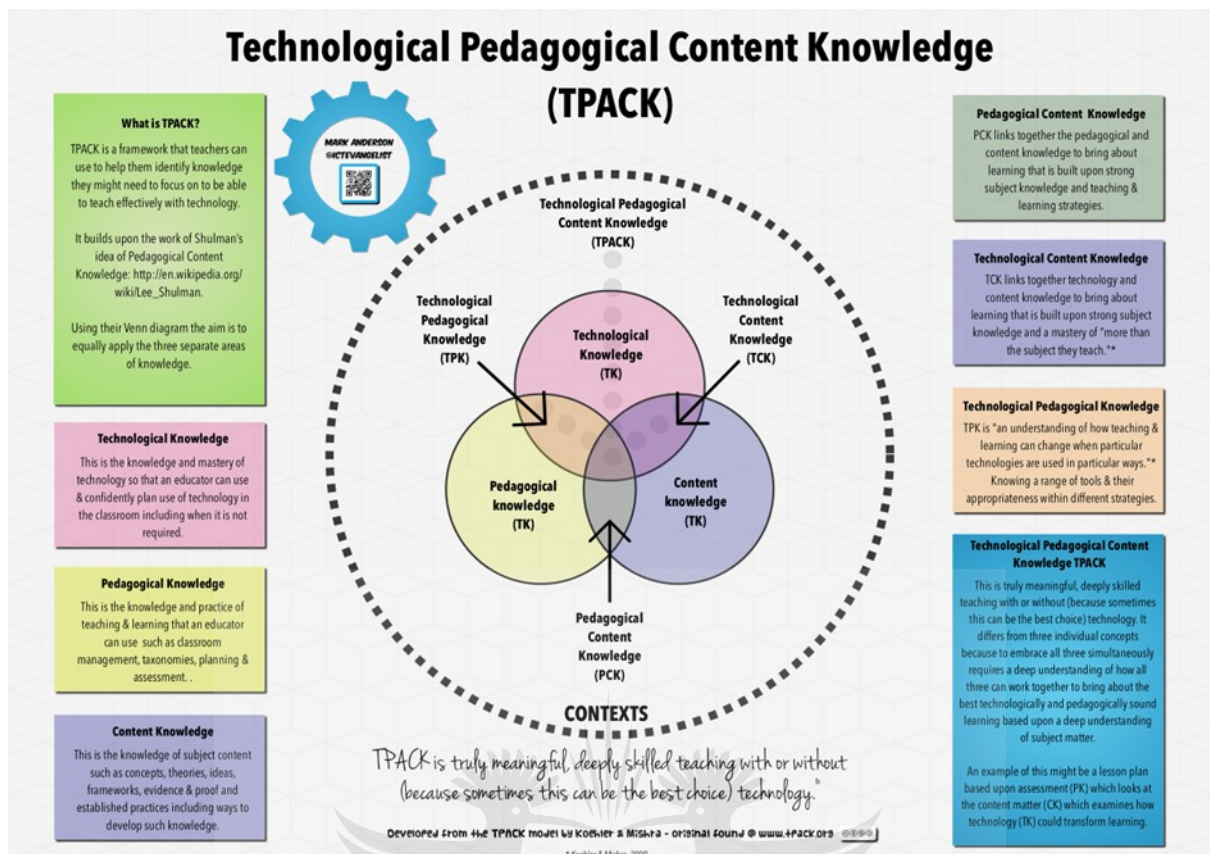 Technological Pedagogical Content Knowledge
(TPACK)
What is TPACK?
TPACK is a framework that teachers can
use to help them identify knowledge
they might need to focus on to be able
to teach effectively with technology.
It builds upon the work of Shulman's
idea of Pedagogical Content
Knowledge: http://en.wikipedia.org/
wiki/Lee_Shulman.
Using their Venn diagram the aim is to
equally apply the three separate areas
of knowledge.
Technological Knowledge
This is the knowledge and mastery of
technology so that an educator can use
& confidently plan use of technology in
the classroom including when it is not
required.
Pedagogical Knowledge
This is the knowledge and practice of
teaching & learning that an educator
can use such as classroom
management, taxonomies, planning &
assessment. .
Content Knowledge
This is the knowledge of subject content
such as concepts, theories, ideas,
frameworks, evidence & proof and
established practices including ways to
develop such knowledge.
MARK ANDERSON
@ICTEVANGELIST
Technological Pedagogical
Content Knowledge
(TPACK)
Technological
Pedagogical
Knowledge
(TPK)
Technological
Content
Knowledge
(TCK)
Technological
Knowledge
(TK)
Pedagogical
knowledge
(TK)
Content
knowledge
(TK)
Pedagogical
Content
Knowledge
(PCK)
CONTEXTS
TPACK is truly meaningful, deeply skilled teaching with or without
(because sometimes this can be the best choice) technology."
Developed from the TPACK model by Koehler & Mishra - original found @ www.tpack.org
* Koehler & Mishra, 2009
Pedagogical Content Knowledge
PCK links together the pedagogical and
content knowledge to bring about
learning that is built upon strong
subject knowledge and teaching &
learning strategies.
Technological Content Knowledge
TCK links together technology and
content knowledge to bring about
learning that is built upon strong subject
knowledge and a mastery of "more than
the subject they teach."*
Technological Pedagogical Knowledge
TPK is "an understanding of how teaching &
learning can change when particular
technologies are used in particular ways."*
Knowing a range of tools & their
appropriateness within different strategies.
Technological Pedagogical Content
Knowledge TPACK
This is truly meaningful, deeply skilled
teaching with or without (because sometimes
this can be the best choice) technology. It
differs from three individual concepts
because to embrace all three simultaneously
requires a deep understanding of how all
three can work together to bring about the
best technologically and pedagogically sound
learning based upon a deep understanding
of subject matter.
An example of this might be a lesson plan
based upon assessment (PK) which looks at
the content matter (CK) which examines how
technology (TK) could transform learning.